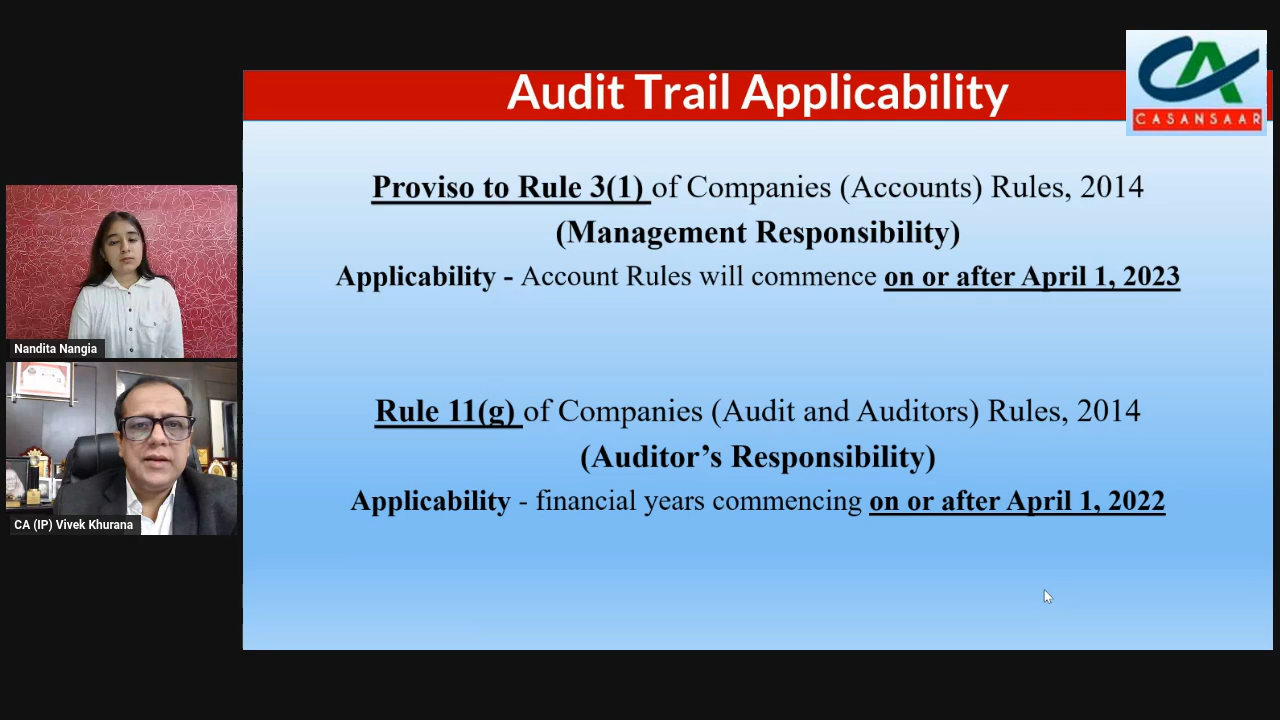 Audit Trail Applicability
CASANSAAR
Proviso to Rule 3(1) of Companies (Accounts) Rules, 2014
(Management Responsibility)
Applicability - Account Rules will commence on or after April 1, 2023
Rule 11(g) of Companies (Audit and Auditors) Rules, 2014
(Auditor’s Responsibility)
Applicability - financial years commencing on or after April 1, 2022
Nandita Nangia
CA (IP) Vivek Khurana